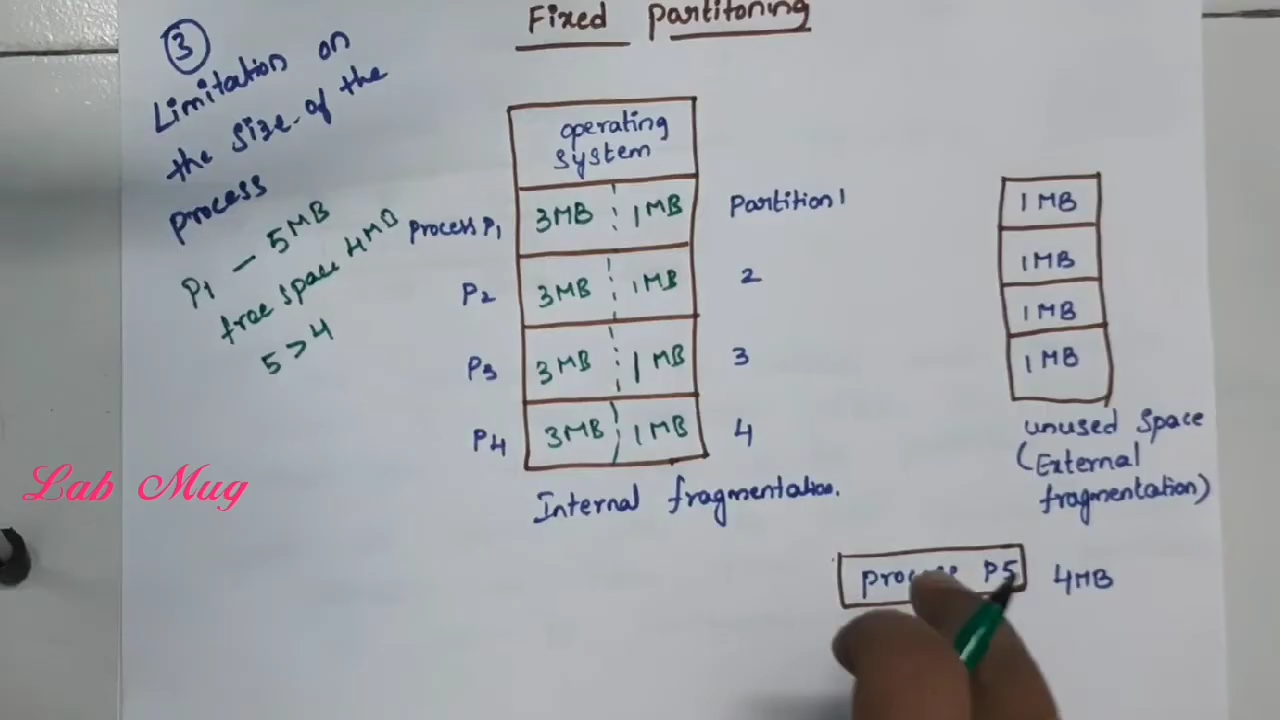 Fixed Partitoning
3
Limitation on
the size of the
process
P1 - 5MB
free space 4MB
5>4
operating
system
process P1 3MB 1MB Partition 1
P2 3MB 1MB 2
P3 3MB 1MB 3
P4 3MB 1MB 4
Internal fragmentation.
1MB
1MB
1MB
1MB
unused space
(External
fragmentation)
process P5 4MB
Lab Mug